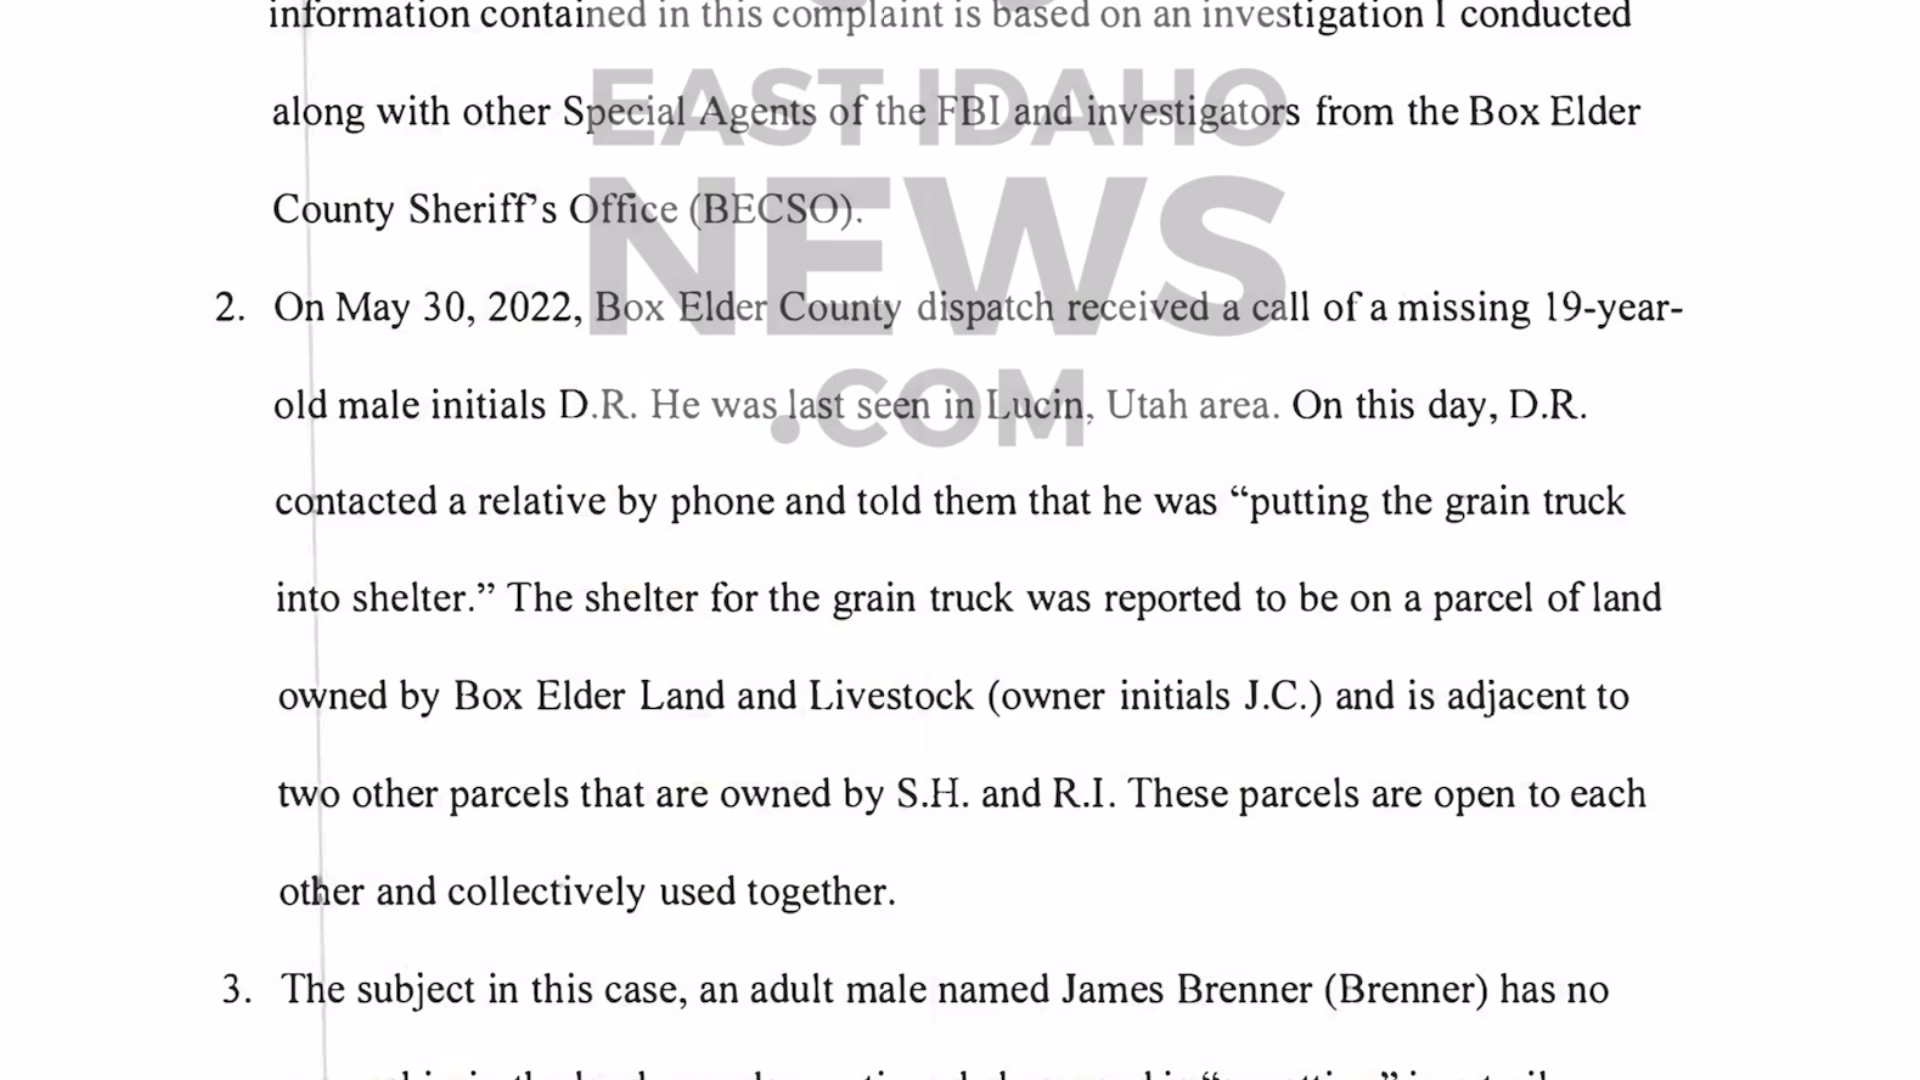 information contained in this complaint is based on an investigation I conducted
along with other Special Agents of the FBI and investigators from the Box Elder
County Sheriff's Office (BECSO).
2. On May 30, 2022, Box Elder County dispatch received a call of a missing 19-year-
old male initials D.R. He was last seen in Lucin, Utah area. On this day, D.R.
contacted a relative by phone and told them that he was “putting the grain truck
into shelter.” The shelter for the grain truck was reported to be on a parcel of land
owned by Box Elder Land and Livestock (owner initials J.C.) and is adjacent to
two other parcels that are owned by S.H. and R.I. These parcels are open to each
other and collectively used together.
3. The subject in this case, an adult male named James Brenner (Brenner) has no
EAST IDAHO
NEWS
.COM